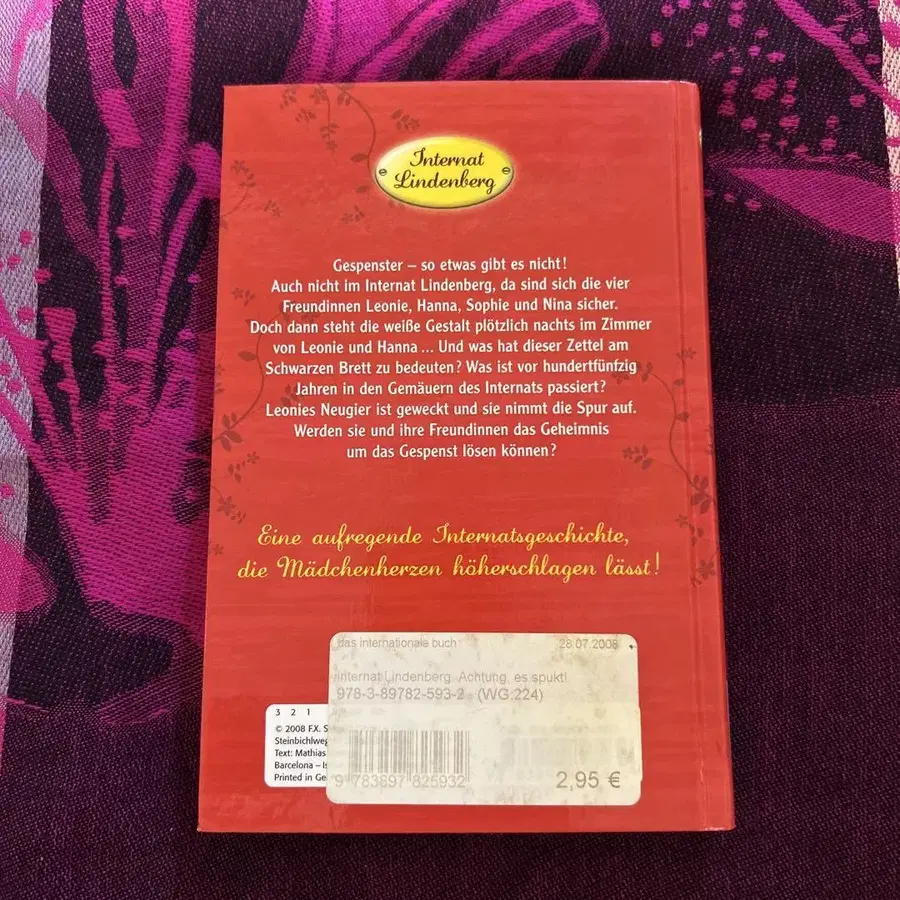 Internat
Lindenberg
Gespenster – so etwas gibt es nicht!
Auch nicht im Internat Lindenberg, da sind sich die vier
Freundinnen Leonie, Hanna, Sophie und Nina sicher.
Doch dann steht die weiße Gestalt plötzlich nachts im Zimmer
von Leonie und Hanna ... Und was hat dieser Zettel am
Schwarzen Brett zu bedeuten? Was ist vor hundertfünfzig
Jahren in den Gemäuern des Internats passiert?
Leonies Neugier ist geweckt und sie nimmt die Spur auf.
Werden sie und ihre Freundinnen das Geheimnis
um das Gespenst lösen können?
Eine aufregende Internatsgeschichte,
die Mädchenherzen höherschlagen lässt!
das internationale buch 28.07.2008
Internat Lindenberg. Achtung, es spukt!
978-3-89782-593-2 (WG:224)
3 2 1
© 2008 F.X. S
Steinbichlweg
Text: Mathias
Barcelona – Is
Printed in Ge
9 783897 825932
2,95 €